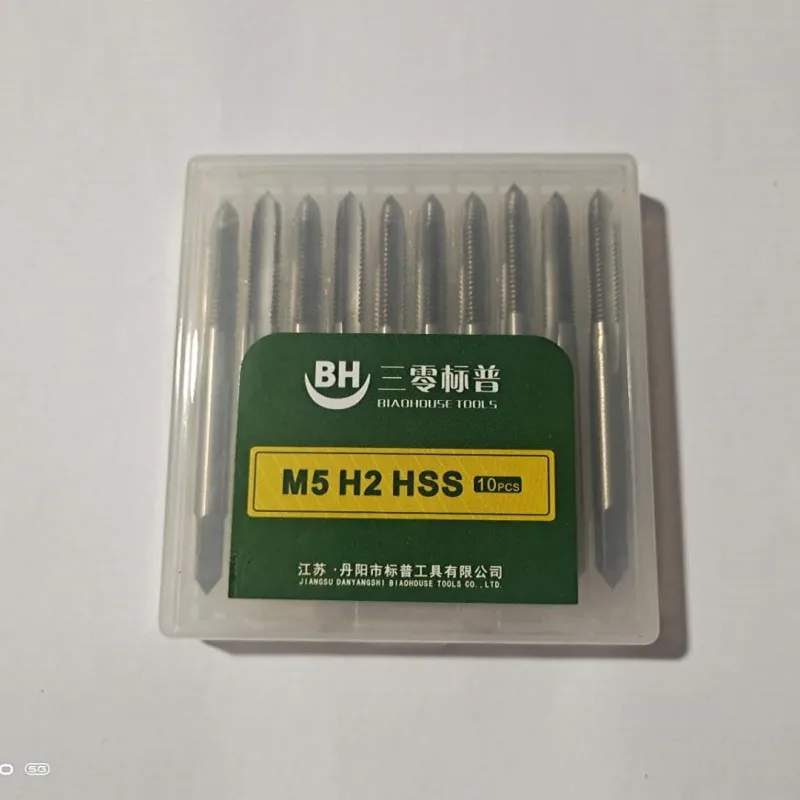 BH 三零标普
BIAOHOUSE TOOLS
M5 H2 HSS 10PCS
江苏·丹阳市标普工具有限公司
JIANGSU DANYANGSHI BIAOHOUSE TOOLS CO.,LTD.
5G